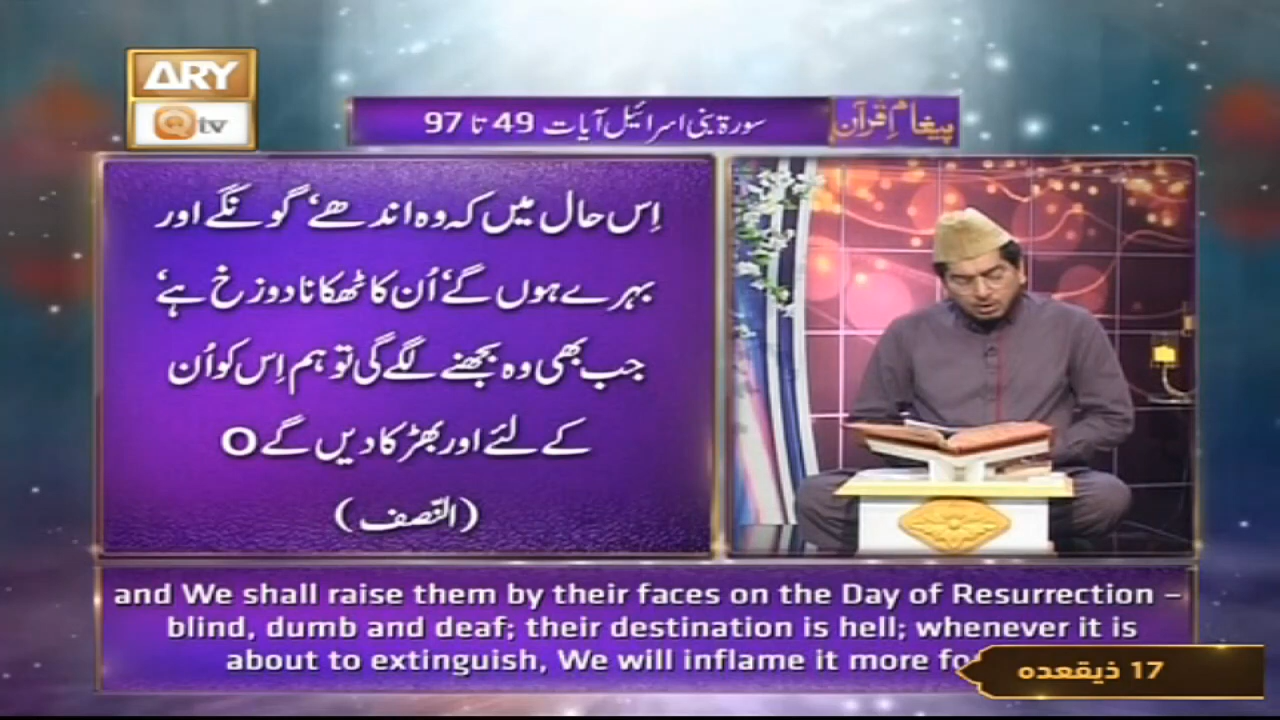 ARY
Qtv
سورۃ بنی اسرائیل آیات 49 تا 97
پیغامِ قرآن
اِس حال میں کہ وہ اندھے، گونگے اور
بہرے ہوں گے، اُن کا ٹھکانا دوزخ ہے،
جب بھی وہ بجھنے لگے گی تو ہم اِس کو اُن
کے لئے اور بھڑکا دیں گے O
(النّصف)
and We shall raise them by their faces on the Day of Resurrection –
blind, dumb and deaf; their destination is hell; whenever it is
about to extinguish, We will inflame it more
17 ذیقعدہ